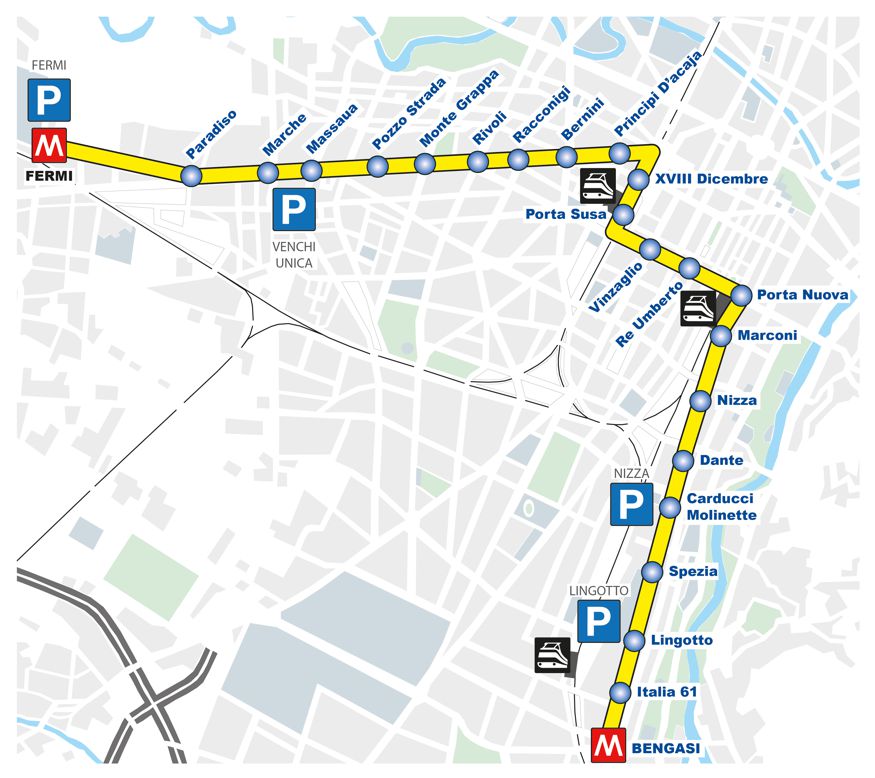 FERMI
P
M
FERMI
Paradiso
Marche
Massaua
P
VENCHI
UNICA
Pozzo Strada
Monte Grappa
Rivoli
Racconigi
Bernini
Principi D'acaja
XVIII Dicembre
Porta Susa
Vinzaglio
Re Umberto
Porta Nuova
Marconi
Nizza
Dante
NIZZA
P
Carducci
Molinette
Spezia
LINGOTTO
P
Lingotto
Italia 61
M
BENGASI